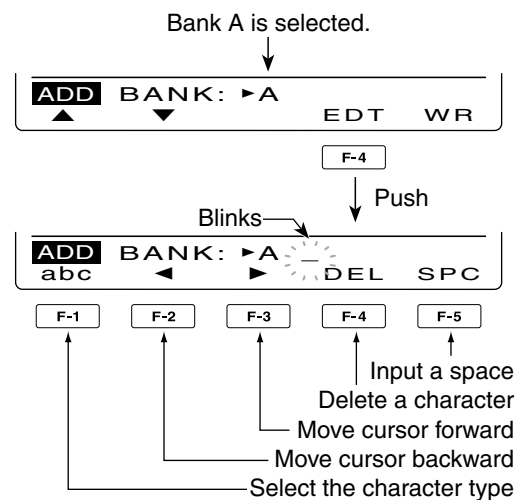 Bank A is selected.
ADD BANK: ►A
▲ ▼ EDT WR
F-4
Push
Blinks
ADD BANK: ►A _
abc ◄ ► DEL SPC
F-1 F-2 F-3 F-4 F-5
Input a space
Delete a character
Move cursor forward
Move cursor backward
Select the character type